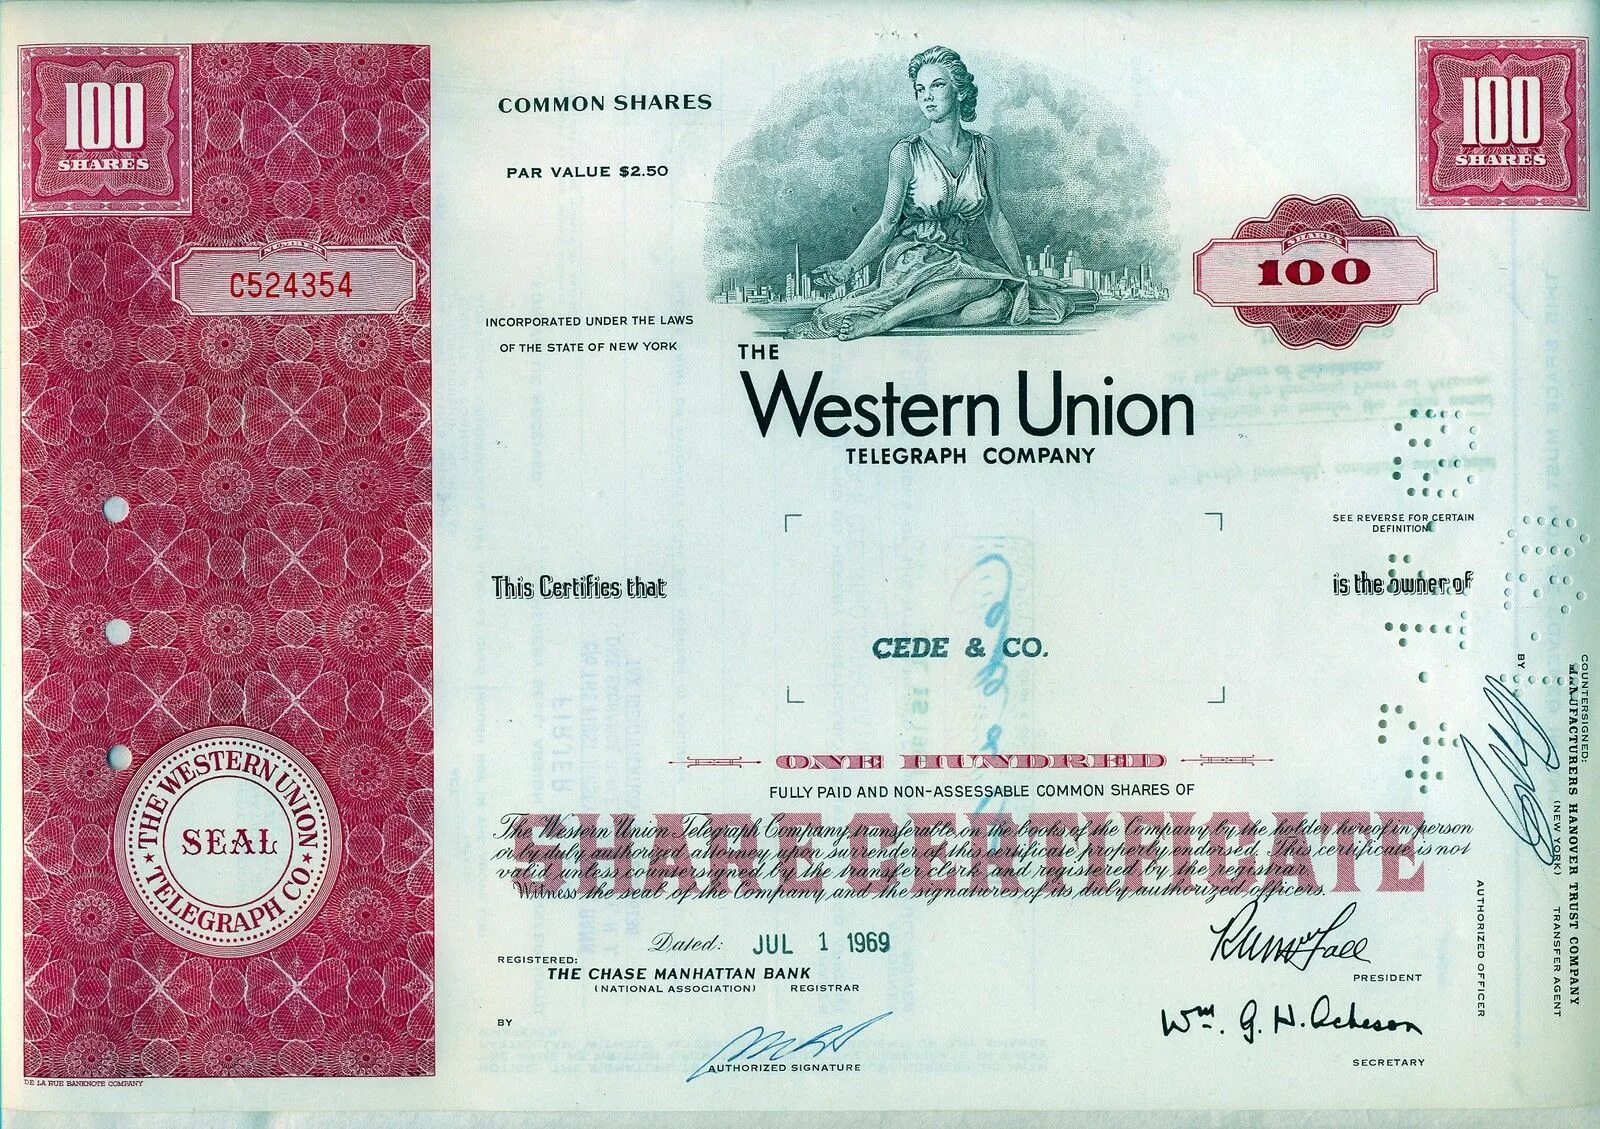 100
SHARES
NUMBER
C524354
COMMON SHARES
PAR VALUE $2.50
100
SHARES
SHARES
100
INCORPORATED UNDER THE LAWS
OF THE STATE OF NEW YORK
THE
Western Union
TELEGRAPH COMPANY
SEE REVERSE FOR CERTAIN
DEFINITION
This Certifies that
is the owner of
CEDE & CO.
ONE HUNDRED
FULLY PAID AND NON-ASSESSABLE COMMON SHARES OF
SHARE CERTIFICATE
The Western Union Telegraph Company, transferable on the books of the Company by the holder hereof in person
or by duly authorized attorney upon surrender of this certificate properly endorsed. This certificate is not
valid unless countersigned by the transfer clerk and registered by the registrar.
Witness the seal of the Company and the signatures of its duly authorized officers.
Dated: JUL 1 1969
REGISTERED:
THE CHASE MANHATTAN BANK
(NATIONAL ASSOCIATION) REGISTRAR
BY
AUTHORIZED SIGNATURE
PRESIDENT
Wm. G. H. Acheson
SECRETARY
COUNTERSIGNED:
MANUFACTURERS HANOVER TRUST COMPANY
(NEW YORK) TRANSFER AGENT
BY
AUTHORIZED OFFICER
THE WESTERN UNION
TELEGRAPH CO.
SEAL
DE LA RUE BANKNOTE COMPANY